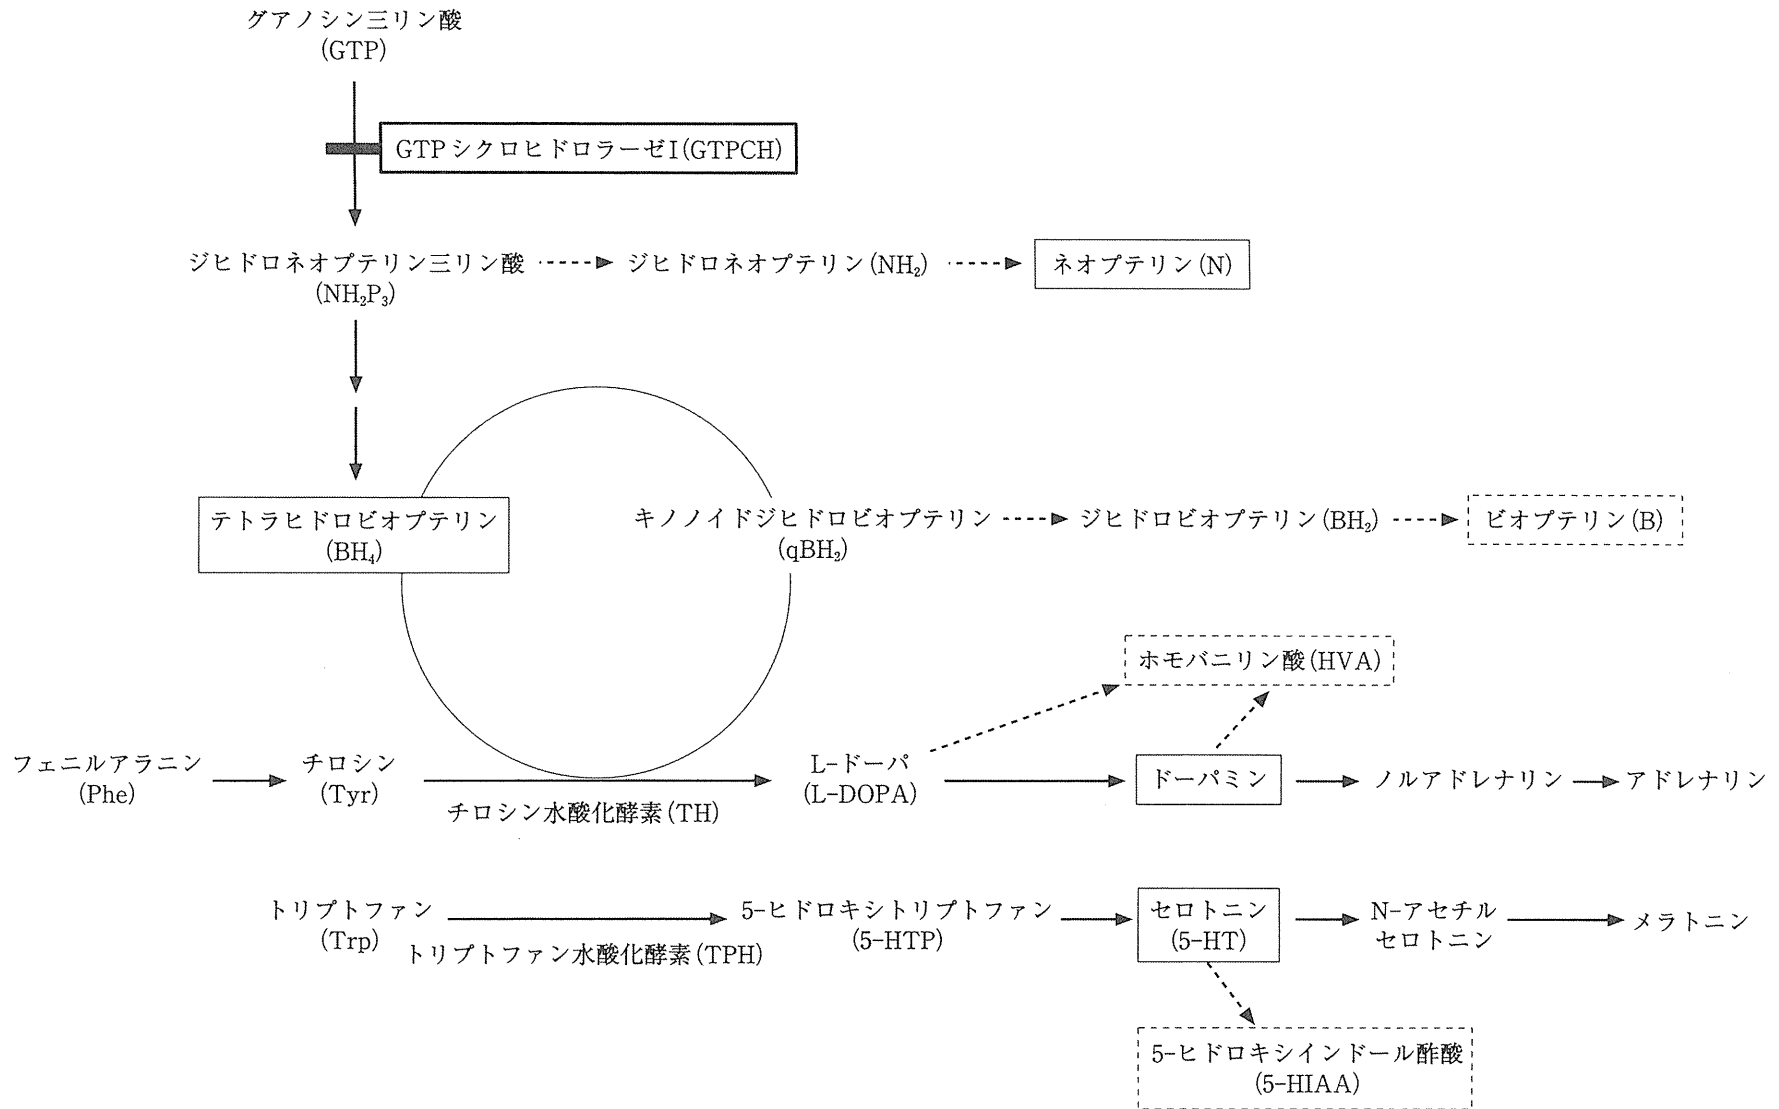 グアノシン三リン酸
(GTP)
GTPシクロヒドロラーゼI(GTPCH)
ジヒドロネオプテリン三リン酸
(NH₂P₃)
ジヒドロネオプテリン(NH₂)
ネオプテリン(N)
テトラヒドロビオプテリン
(BH₄)
キノノイドジヒドロビオプテリン
(qBH₂)
ジヒドロビオプテリン(BH₂)
ビオプテリン(B)
ホモバニリン酸(HVA)
フェニルアラニン
(Phe)
チロシン
(Tyr)
チロシン水酸化酵素(TH)
L-ドーパ
(L-DOPA)
ドーパミン
ノルアドレナリン
アドレナリン
トリプトファン
(Trp)
トリプトファン水酸化酵素(TPH)
5-ヒドロキシトリプトファン
(5-HTP)
セロトニン
(5-HT)
N-アセチル
セロトニン
メラトニン
5-ヒドロキシインドール酢酸
(5-HIAA)